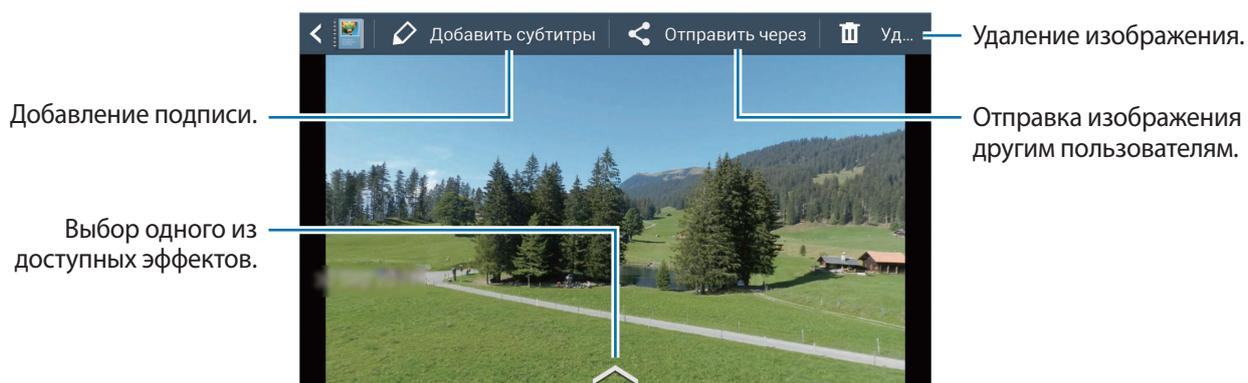 Добавить субтитры
Отправить через
Уд...
Удаление изображения.
Добавление подписи.
Отправка изображения
другим пользователям.
Выбор одного из
доступных эффектов.